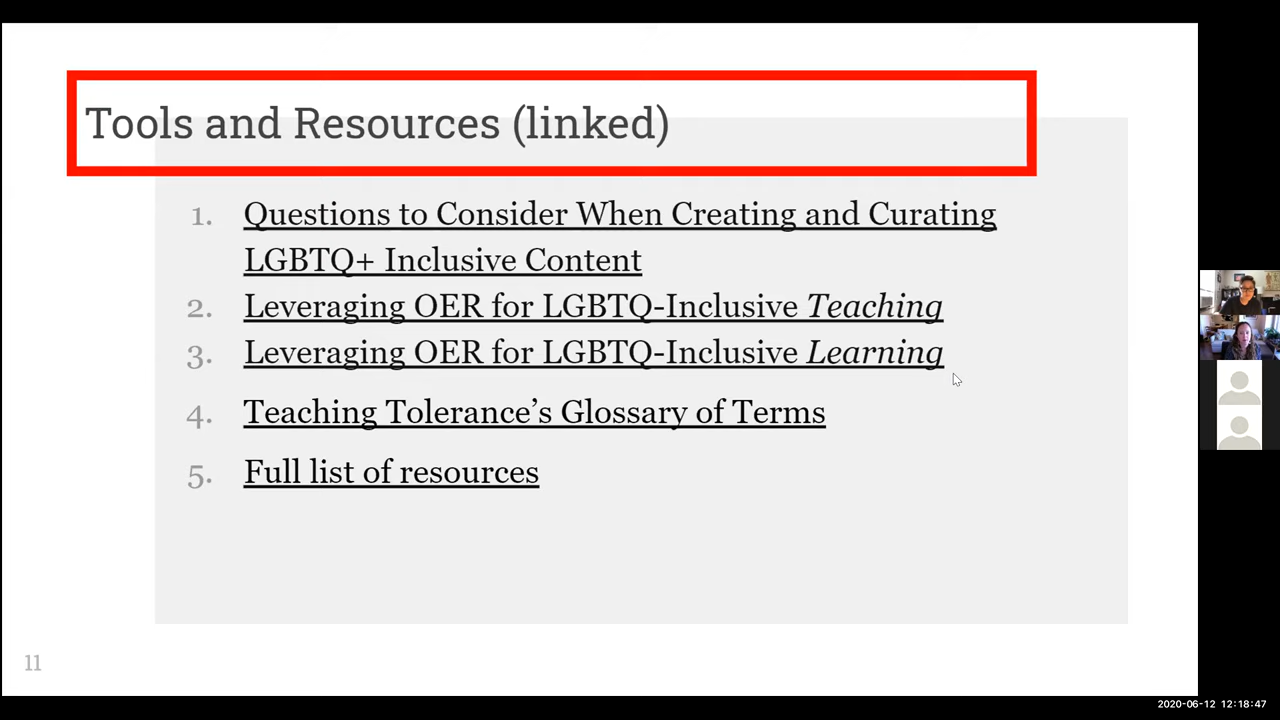 Tools and Resources (linked)
1. Questions to Consider When Creating and Curating
LGBTQ+ Inclusive Content
2. Leveraging OER for LGBTQ-Inclusive Teaching
3. Leveraging OER for LGBTQ-Inclusive Learning
4. Teaching Tolerance’s Glossary of Terms
5. Full list of resources
11
2020-06-12 12:18:47